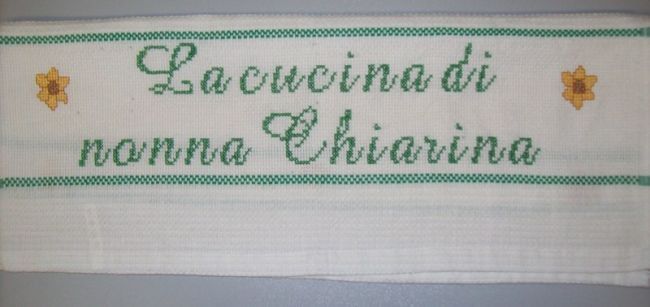 La cucina di
nonna Chiarina